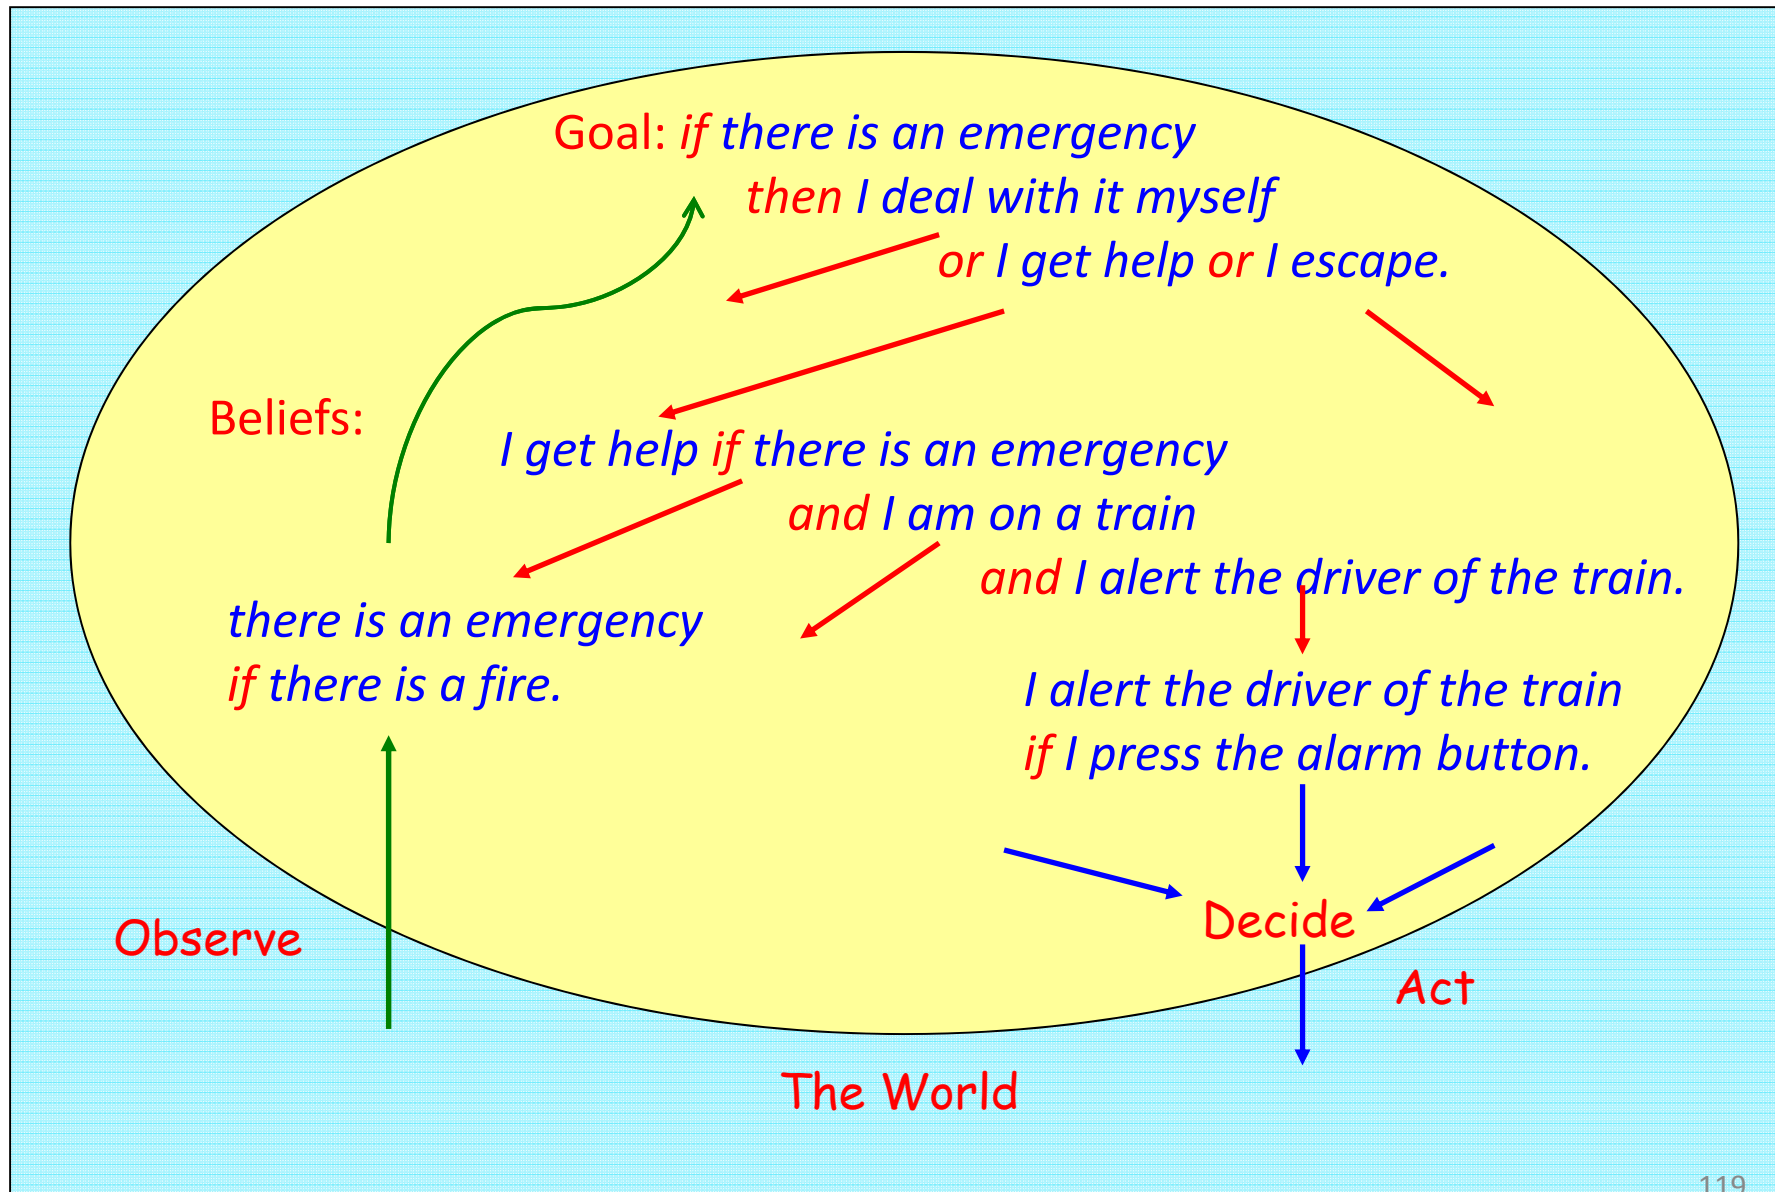 Goal: if there is an emergency
then I deal with it myself
or I get help or I escape.
Beliefs:
I get help if there is an emergency
and I am on a train
and I alert the driver of the train.
there is an emergency
if there is a fire.
I alert the driver of the train
if I press the alarm button.
Decide
Observe
Act
The World
119